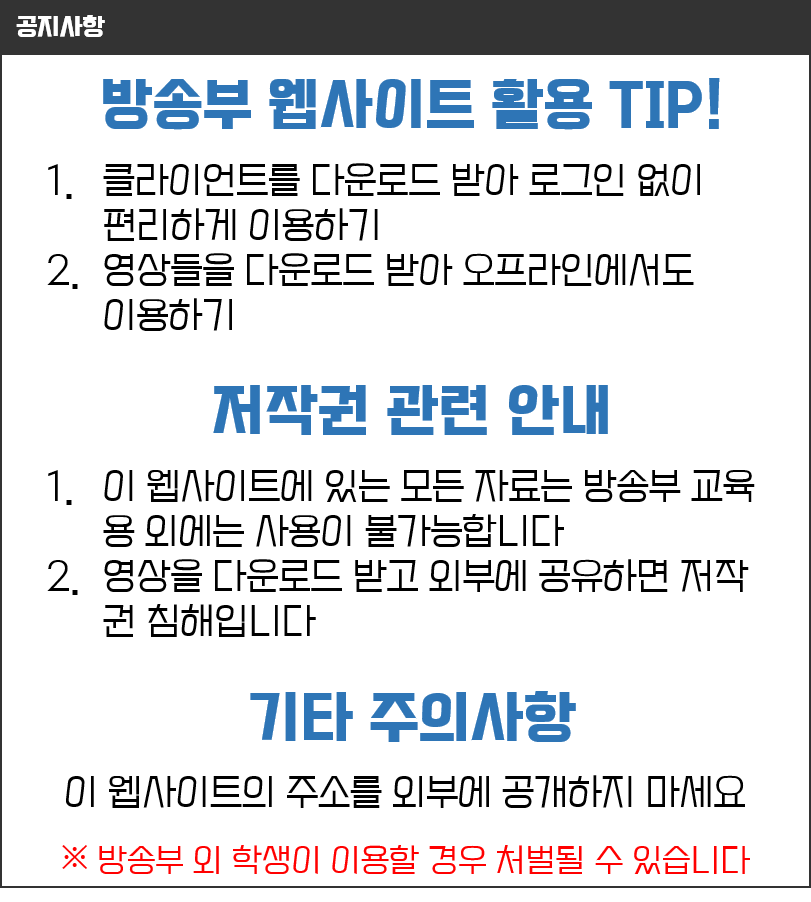 공지사항
방송부 웹사이트 활용 TIP!
1. 클라이언트를 다운로드 받아 로그인 없이
편리하게 이용하기
2. 영상들을 다운로드 받아 오프라인에서도
이용하기
저작권 관련 안내
1. 이 웹사이트에 있는 모든 자료는 방송부 교육
용 외에는 사용이 불가능합니다
2. 영상을 다운로드 받고 외부에 공유하면 저작
권 침해입니다
기타 주의사항
이 웹사이트의 주소를 외부에 공개하지 마세요
※ 방송부 외 학생이 이용할 경우 처벌될 수 있습니다